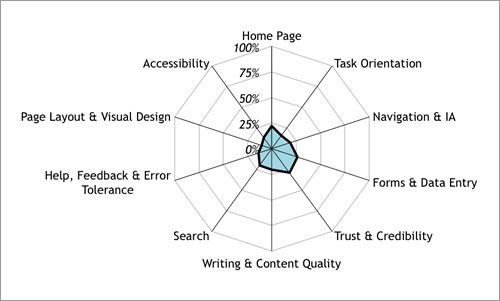 Home Page
100%
75%
50%
25%
0%
Accessibility
Task Orientation
Page Layout & Visual Design
Navigation & IA
Help, Feedback & Error
Tolerance
Forms & Data Entry
Search
Trust & Credibility
Writing & Content Quality